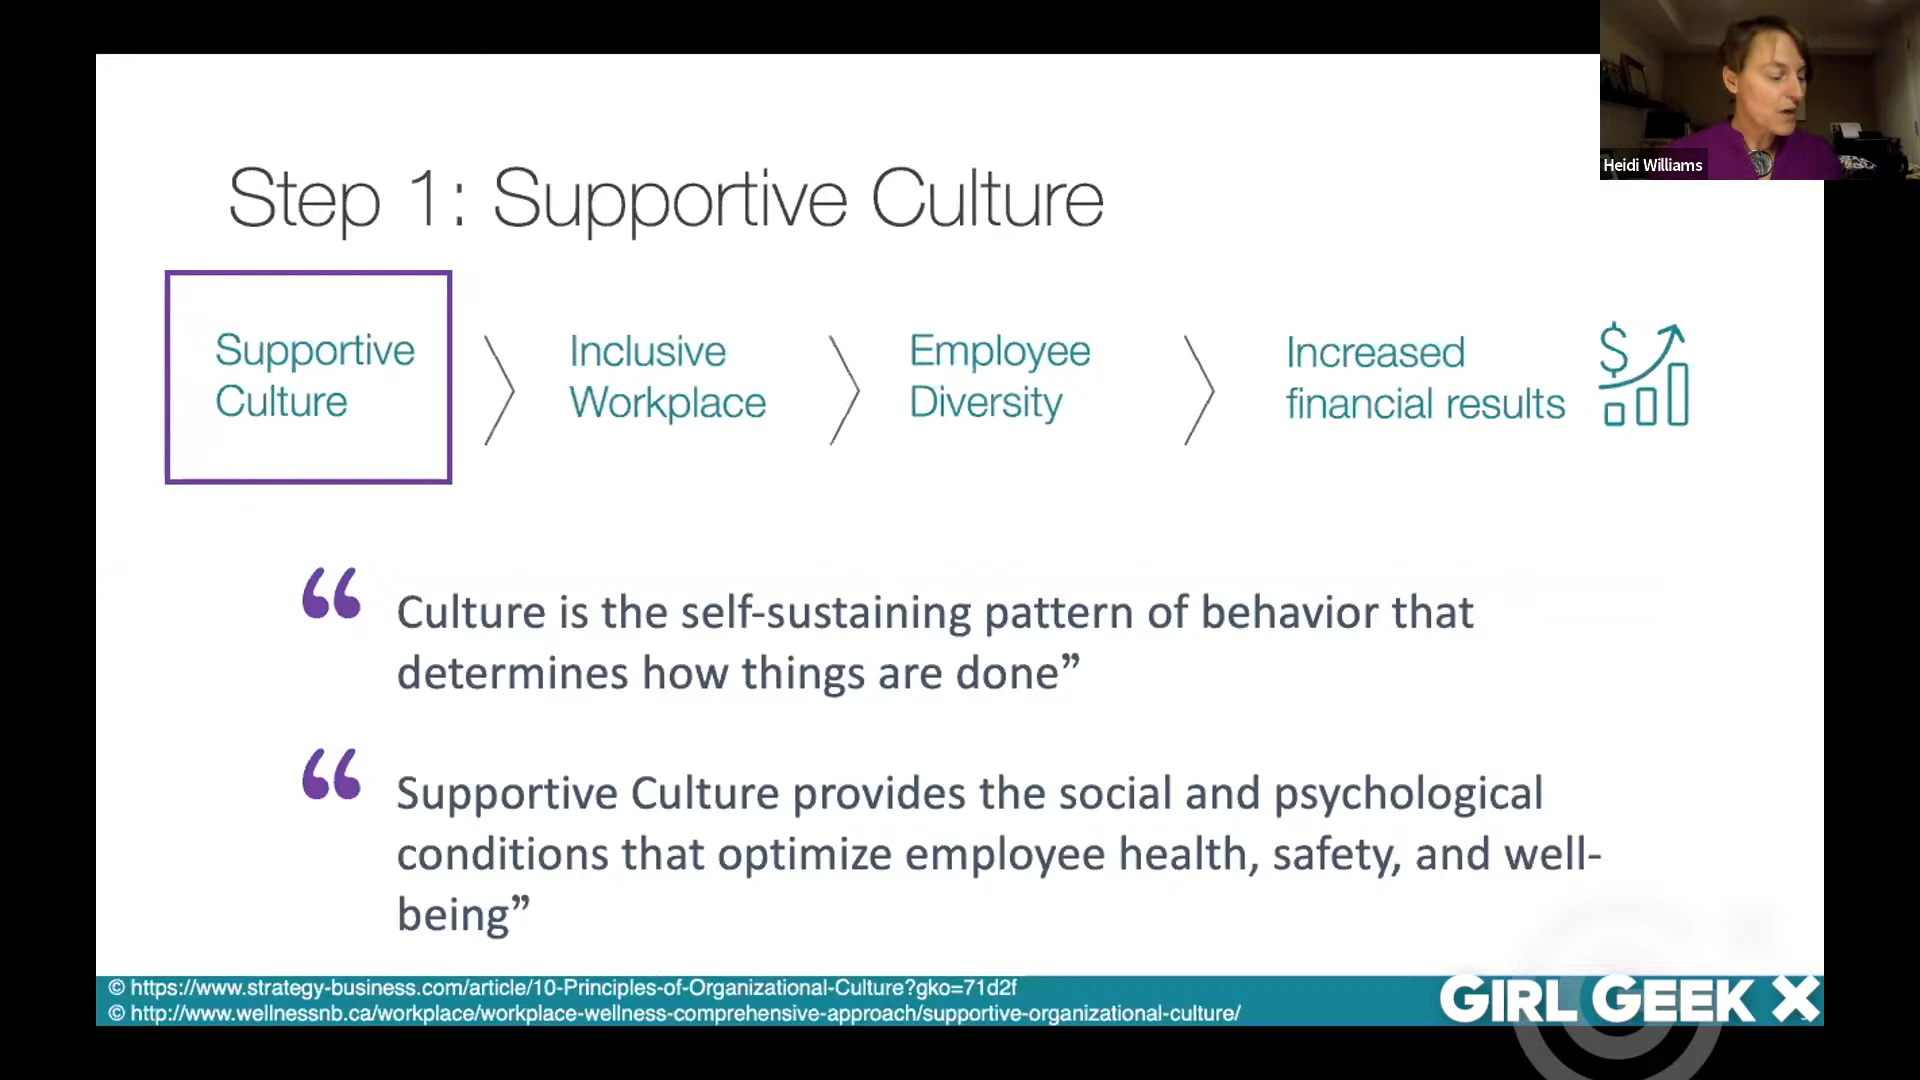 Heidi Williams
Step 1: Supportive Culture
Supportive
Culture
Inclusive
Workplace
Employee
Diversity
Increased
financial results
$
“ Culture is the self-sustaining pattern of behavior that
determines how things are done”
“ Supportive Culture provides the social and psychological
conditions that optimize employee health, safety, and well-
being”
© https://www.strategy-business.com/article/10-Principles-of-Organizational-Culture?gko=71d2f
© http://www.wellnessnb.ca/workplace/workplace-wellness-comprehensive-approach/supportive-organizational-culture/
GIRL GEEK X